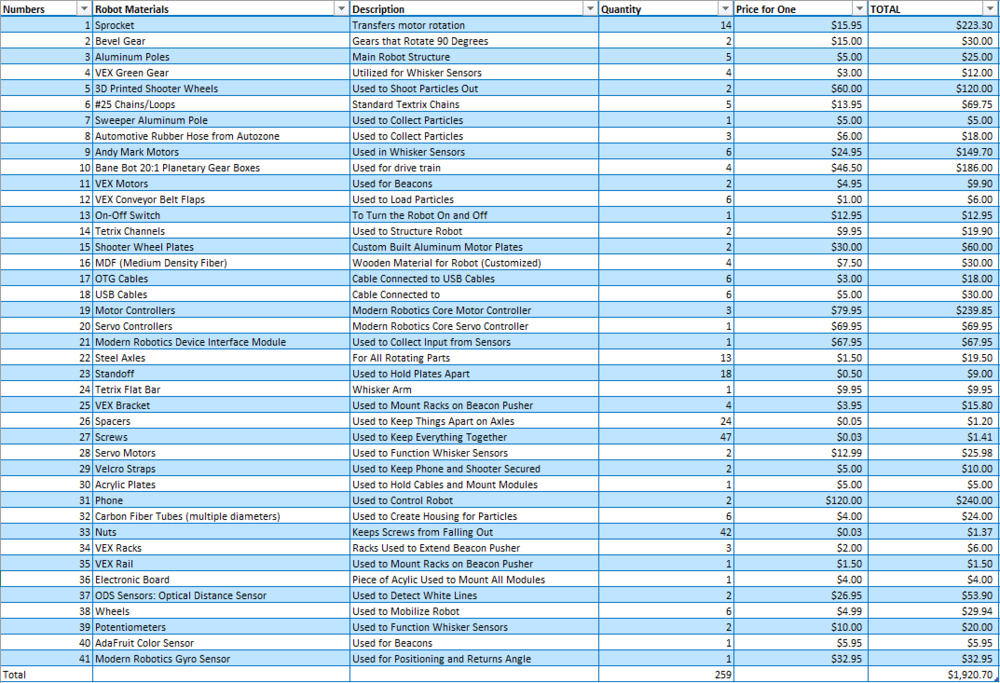 Numbers Robot Materials Description Quantity Price for One TOTAL
1 Sprocket Transfers motor rotation 14 $15.95 $223.30
2 Bevel Gear Gears that Rotate 90 Degrees 2 $15.00 $30.00
3 Aluminum Poles Main Robot Structure 5 $5.00 $25.00
4 VEX Green Gear Utilized for Whisker Sensors 4 $3.00 $12.00
5 3D Printed Shooter Wheels Used to Shoot Particles Out 2 $60.00 $120.00
6 #25 Chains/Loops Standard Textrix Chains 5 $13.95 $69.75
7 Sweeper Aluminum Pole Used to Collect Particles 1 $5.00 $5.00
8 Automotive Rubber Hose from Autozone Used to Collect Particles 3 $6.00 $18.00
9 Andy Mark Motors Used in Whisker Sensors 6 $24.95 $149.70
10 Bane Bot 20:1 Planetary Gear Boxes Used for drive train 4 $46.50 $186.00
11 VEX Motors Used for Beacons 2 $4.95 $9.90
12 VEX Conveyor Belt Flaps Used to Load Particles 6 $1.00 $6.00
13 On-Off Switch To Turn the Robot On and Off 1 $12.95 $12.95
14 Tetrix Channels Used to Structure Robot 2 $9.95 $19.90
15 Shooter Wheel Plates Custom Built Aluminum Motor Plates 2 $30.00 $60.00
16 MDF (Medium Density Fiber) Wooden Material for Robot (Customized) 4 $7.50 $30.00
17 OTG Cables Cable Connected to USB Cables 6 $3.00 $18.00
18 USB Cables Cable Connected to 6 $5.00 $30.00
19 Motor Controllers Modern Robotics Core Motor Controller 3 $79.95 $239.85
20 Servo Controllers Modern Robotics Core Servo Controller 1 $69.95 $69.95
21 Modern Robotics Device Interface Module Used to Collect Input from Sensors 1 $67.95 $67.95
22 Steel Axles For All Rotating Parts 13 $1.50 $19.50
23 Standoff Used to Hold Plates Apart 18 $0.50 $9.00
24 Tetrix Flat Bar Whisker Arm 1 $9.95 $9.95
25 VEX Bracket Used to Mount Racks on Beacon Pusher 4 $3.95 $15.80
26 Spacers Used to Keep Things Apart on Axles 24 $0.05 $1.20
27 Screws Used to Keep Everything Together 47 $0.03 $1.41
28 Servo Motors Used to Function Whisker Sensors 2 $12.99 $25.98
29 Velcro Straps Used to Keep Phone and Shooter Secured 2 $5.00 $10.00
30 Acrylic Plates Used to Hold Cables and Mount Modules 1 $5.00 $5.00
31 Phone Used to Control Robot 2 $120.00 $240.00
32 Carbon Fiber Tubes (multiple diameters) Used to Create Housing for Particles 6 $4.00 $24.00
33 Nuts Keeps Screws from Falling Out 42 $0.03 $1.37
34 VEX Racks Racks Used to Extend Beacon Pusher 3 $2.00 $6.00
35 VEX Rail Used to Mount Racks on Beacon Pusher 1 $1.50 $1.50
36 Electronic Board Piece of Acylic Used to Mount All Modules 1 $4.00 $4.00
37 ODS Sensors: Optical Distance Sensor Used to Detect White Lines 2 $26.95 $53.90
38 Wheels Used to Mobilize Robot 6 $4.99 $29.94
39 Potentiometers Used to Function Whisker Sensors 2 $10.00 $20.00
40 AdaFruit Color Sensor Used for Beacons 1 $5.95 $5.95
41 Modern Robotics Gyro Sensor Used for Positioning and Returns Angle 1 $32.95 $32.95
Total 259 $1,920.70